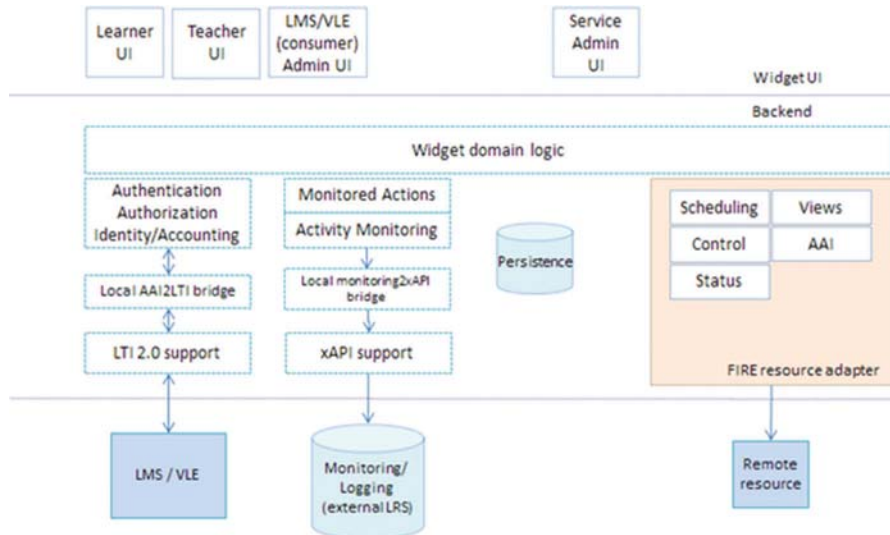 Learner
UI
Teacher
UI
LMS/VLE
(consumer)
Admin UI
Service
Admin
UI
Widget UI
Backend
Widget domain logic
Authentication
Authorization
Identity/Accounting
Monitored Actions
Activity Monitoring
Persistence
Scheduling
Views
Control
AAI
Status
Local AAI2LTI bridge
Local monitoring2xAPI
bridge
LTI 2.0 support
xAPI support
FIRE resource adapter
LMS / VLE
Monitoring/
Logging
(external LRS)
Remote
resource